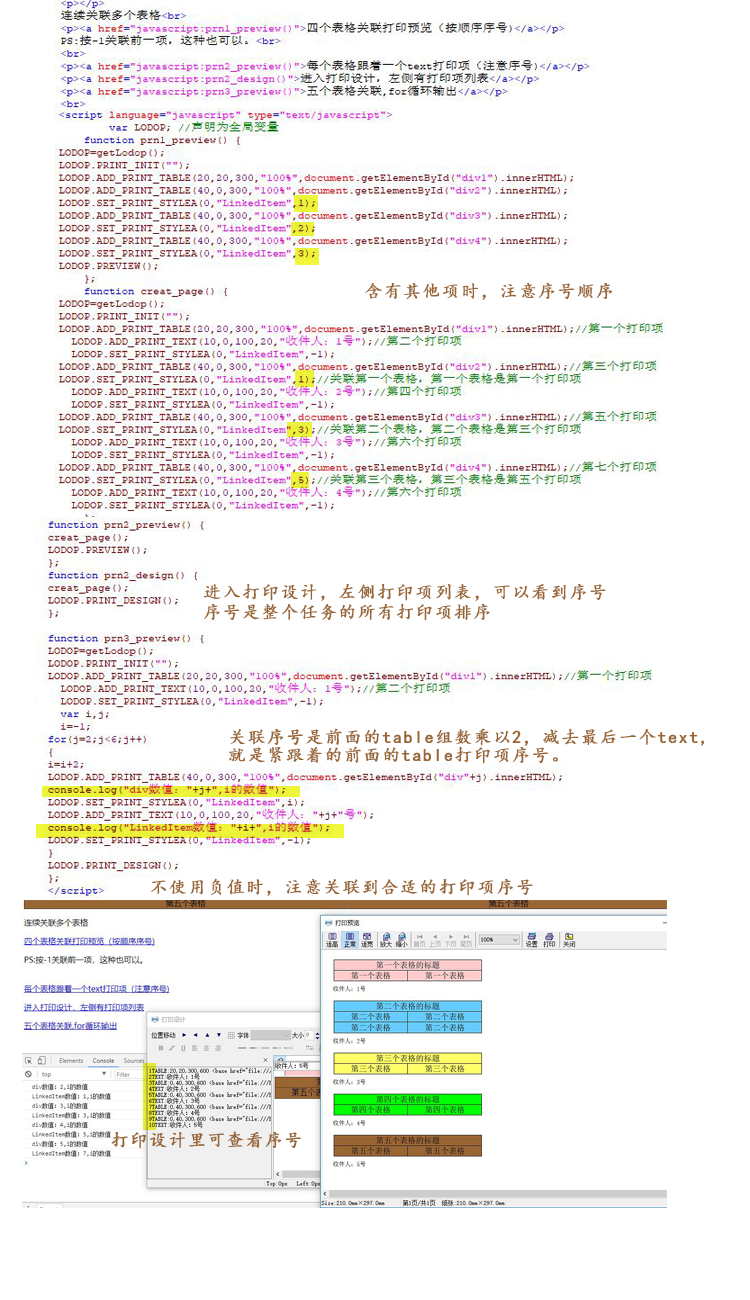 <p></p>
连续关联多个表格<br>
<p><a href="javascript:prn1_preview()">四个表格关联打印预览（按顺序序号)</a></p>
PS:按-1关联前一项，这种也可以。<br>
<br>
<p><a href="javascript:prn2_preview()">每个表格跟着一个text打印项（注意序号)</a></p>
<p><a href="javascript:prn2_design()">进入打印设计，左侧有打印项列表</a></p>
<p><a href="javascript:prn3_preview()">五个表格关联,for循环输出</a></p>
<br>
<script language="javascript" type="text/javascript">
var LODOP; //声明为全局变量
function prn1_preview() {
LODOP=getLodop();
LODOP.PRINT_INIT("");
LODOP.ADD_PRINT_TABLE(20,20,300,"100%",document.getElementById("div1").innerHTML);
LODOP.ADD_PRINT_TABLE(40,0,300,"100%",document.getElementById("div2").innerHTML);
LODOP.SET_PRINT_STYLEA(0,"LinkedItem",1);
LODOP.ADD_PRINT_TABLE(40,0,300,"100%",document.getElementById("div3").innerHTML);
LODOP.SET_PRINT_STYLEA(0,"LinkedItem",2);
LODOP.ADD_PRINT_TABLE(40,0,300,"100%",document.getElementById("div4").innerHTML);
LODOP.SET_PRINT_STYLEA(0,"LinkedItem",3);
LODOP.PREVIEW();
};
function creat_page() {
含有其他项时，注意序号顺序
LODOP=getLodop();
LODOP.PRINT_INIT("");
LODOP.ADD_PRINT_TABLE(20,20,300,"100%",document.getElementById("div1").innerHTML);//第一个打印项
LODOP.ADD_PRINT_TEXT(10,0,100,20,"收件人：1号");//第二个打印项
LODOP.SET_PRINT_STYLEA(0,"LinkedItem",-1);
LODOP.ADD_PRINT_TABLE(40,0,300,"100%",document.getElementById("div2").innerHTML);//第三个打印项
LODOP.SET_PRINT_STYLEA(0,"LinkedItem",1);//关联第一个表格，第一个表格是第一个打印项
LODOP.ADD_PRINT_TEXT(10,0,100,20,"收件人：2号");//第四个打印项
LODOP.SET_PRINT_STYLEA(0,"LinkedItem",-1);
LODOP.ADD_PRINT_TABLE(40,0,300,"100%",document.getElementById("div3").innerHTML);//第五个打印项
LODOP.SET_PRINT_STYLEA(0,"LinkedItem",3);//关联第二个表格，第二个表格是第三个打印项
LODOP.ADD_PRINT_TEXT(10,0,100,20,"收件人：3号");//第六个打印项
LODOP.SET_PRINT_STYLEA(0,"LinkedItem",-1);
LODOP.ADD_PRINT_TABLE(40,0,300,"100%",document.getElementById("div4").innerHTML);//第七个打印项
LODOP.SET_PRINT_STYLEA(0,"LinkedItem",5);//关联第三个表格，第三个表格是第五个打印项
LODOP.ADD_PRINT_TEXT(10,0,100,20,"收件人：4号");//第六个打印项
LODOP.SET_PRINT_STYLEA(0,"LinkedItem",-1);
function prn2_preview() {
creat_page();
LODOP.PREVIEW();
};
function prn2_design() {
creat_page();
LODOP.PRINT_DESIGN();
};
进入打印设计，左侧打印项列表，可以看到序号
序号是整个任务的所有打印项排序
function prn3_preview() {
LODOP=getLodop();
LODOP.PRINT_INIT("");
LODOP.ADD_PRINT_TABLE(20,20,300,"100%",document.getElementById("div1").innerHTML);//第一个打印项
LODOP.ADD_PRINT_TEXT(10,0,100,20,"收件人：1号");//第二个打印项
LODOP.SET_PRINT_STYLEA(0,"LinkedItem",-1);
var i,j;
i=-1;
for(j=2;j<6;j++)
{
i=i+2;
关联序号是前面的table组数乘以2，减去最后一个text，
就是紧跟着的前面的table打印项序号。
LODOP.ADD_PRINT_TABLE(40,0,300,"100%",document.getElementById("div"+j).innerHTML);
console.log("div数值："+j+",i的数值");
LODOP.SET_PRINT_STYLEA(0,"LinkedItem",i);
LODOP.ADD_PRINT_TEXT(10,0,100,20,"收件人："+j+"号");
console.log("LinkedItem数值："+i+",i的数值");
LODOP.SET_PRINT_STYLEA(0,"LinkedItem",-1);
}
LODOP.PRINT_DESIGN();
};
</script>
不使用负值时，注意关联到合适的打印项序号
第五个表格 第五个表格
连续关联多个表格
四个表格关联打印预览（按顺序序号)
PS:按-1关联前一项，这种也可以。
每个表格跟着一个text打印项（注意序号)
进入打印设计，左侧有打印项列表
五个表格关联,for循环输出
Elements Console Sources
top Filter
div数值：2,i的数值
LinkedItem数值：1,i的数值
div数值：3,i的数值
LinkedItem数值：3,i的数值
div数值：4,i的数值
LinkedItem数值：5,i的数值
div数值：5,i的数值
LinkedItem数值：7,i的数值
打印设计
位置移动 字体 大小 9
B I U
1TABLE:20,20,300,600 <base href="file:///
2TEXT:收件人：1号
3TABLE:0,40,300,600 <base href="file:///
4TEXT:收件人：2号
5TABLE:0,40,300,600 <base href="file:///
6TEXT:收件人：3号
7TABLE:0,40,300,600 <base href="file:///
8TEXT:收件人：4号
9TABLE:0,40,300,600 <base href="file:///
10TEXT:收件人：5号
收件人：5号
第五个表
打印设计里可查看序号
Top:0px Left:0px
打印预览
适高 正常 适宽 放大 缩小 首页 上页 下页 尾页 100% 设置 打印 关闭
第一个表格的标题
第一个表格 第一个表格
收件人：1号
第二个表格的标题
第二个表格 第二个表格
第二个表格 第二个表格
收件人：2号
第三个表格的标题
第三个表格 第三个表格
收件人：3号
第四个表格的标题
第四个表格 第四个表格
收件人：4号
第五个表格的标题
第五个表格 第五个表格
收件人：5号
Size:210.0mm×297.0mm 第1页/共1页 纸张:210.0mm×297.0mm